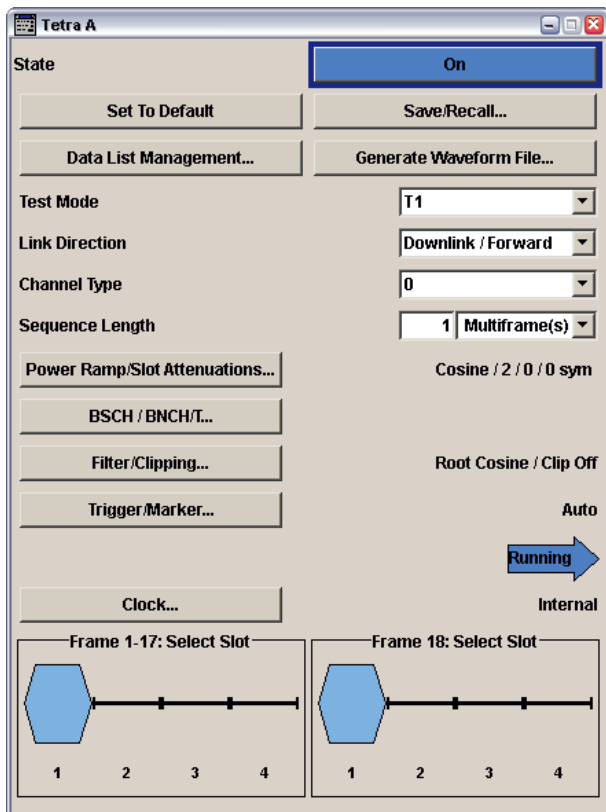 Tetra A
State On
Set To Default Save/Recall...
Data List Management... Generate Waveform File...
Test Mode T1
Link Direction Downlink / Forward
Channel Type 0
Sequence Length 1 Multiframe(s)
Power Ramp/Slot Attenuations... Cosine / 2 / 0 / 0 sym
BSCH / BNCH/T...
Filter/Clipping... Root Cosine / Clip Off
Trigger/Marker... Auto
Running
Clock... Internal
Frame 1-17: Select Slot Frame 18: Select Slot
1 2 3 4 1 2 3 4